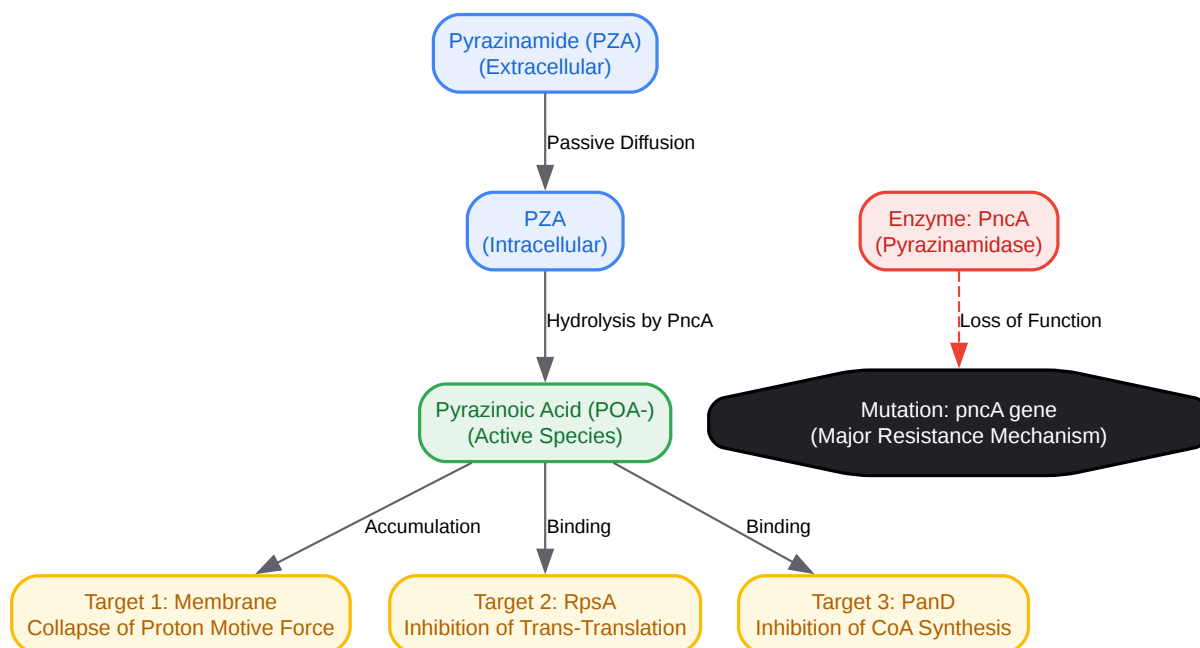 Pyrazinamide (PZA)
(Extracellular)
Passive Diffusion
PZA
(Intracellular)
Enzyme: PncA
(Pyrazinamidase)
Hydrolysis by PncA
Loss of Function
Pyrazinoic Acid (POA-)
(Active Species)
Mutation: pncA gene
(Major Resistance Mechanism)
Accumulation
Binding
Binding
Target 1: Membrane
Collapse of Proton Motive Force
Target 2: RpsA
Inhibition of Trans-Translation
Target 3: PanD
Inhibition of CoA Synthesis